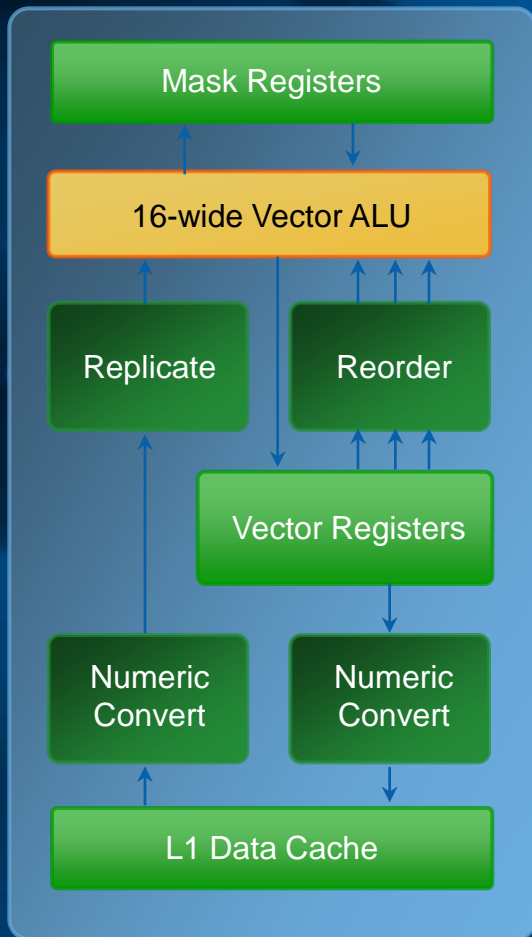 Mask Registers
16-wide Vector ALU
Replicate
Reorder
Vector Registers
Numeric
Convert
Numeric
Convert
L1 Data Cache